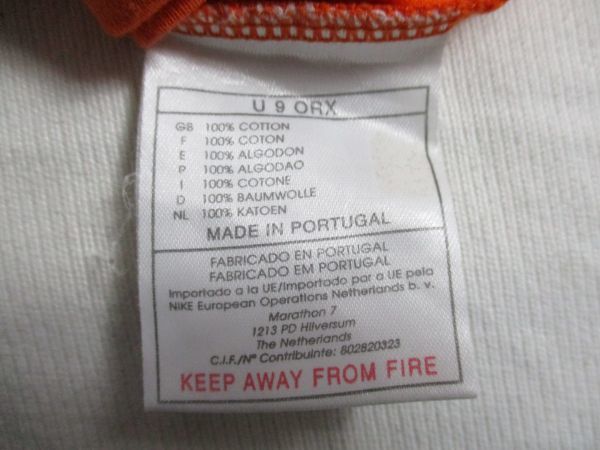 U 9 ORX
GB 100% COTTON
F 100% COTON
E 100% ALGODON
P 100% ALGODAO
I 100% COTONE
D 100% BAUMWOLLE
NL 100% KATOEN
MADE IN PORTUGAL
FABRICADO EN PORTUGAL
FABRICADO EM PORTUGAL
Importado a la UE/Importado par a UE pela
NIKE European Operations Netherlands b. v.
Marathon 7
1213 PD Hilversum
The Netherlands
C.I.F./Nº Contribuinte: 802820323
KEEP AWAY FROM FIRE